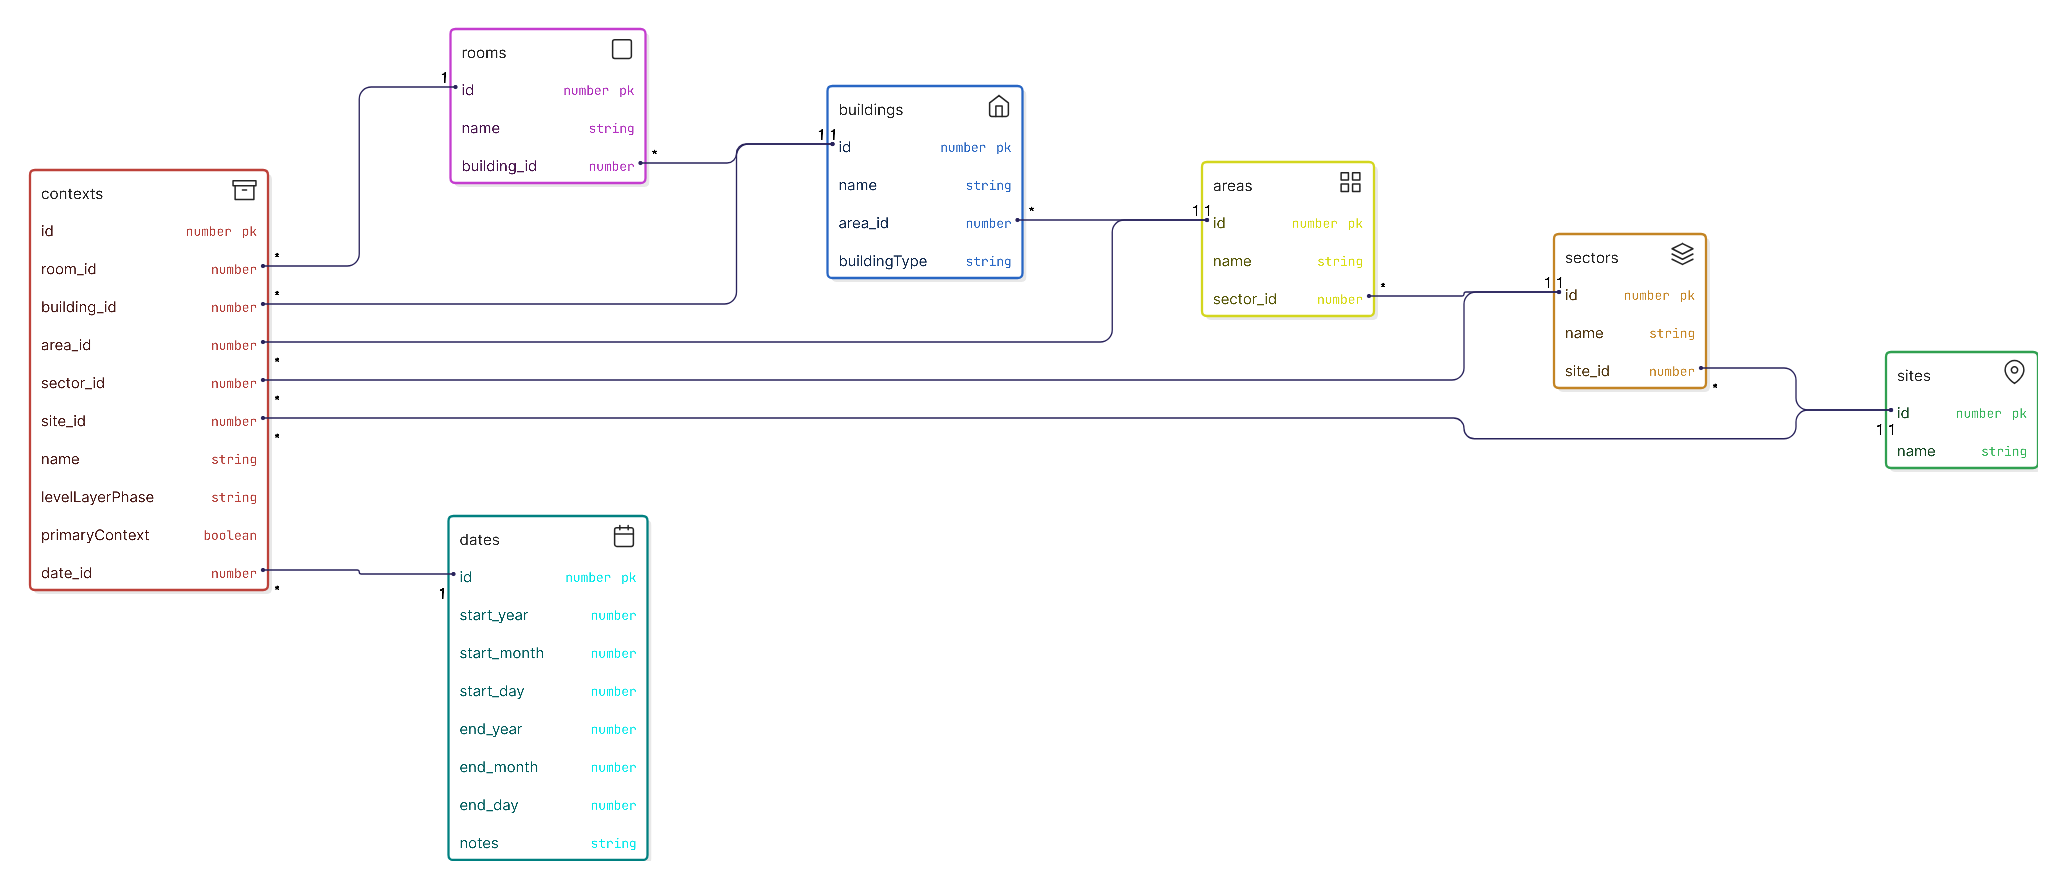 rooms
1
id number pk
name string
building_id number
*
buildings
1 1
id number pk
name string
area_id number
*
buildingType string
contexts
id number pk
*
room_id number
*
building_id number
area_id number
*
sector_id number
*
site_id number
*
name string
levelLayerPhase string
primaryContext boolean
date_id number
*
areas
1 1
id number pk
name string
sector_id number
*
sectors
1 1
id number pk
name string
site_id number
*
sites
id number pk
1 1
name string
dates
id number pk
1
start_year number
start_month number
start_day number
end_year number
end_month number
end_day number
notes string